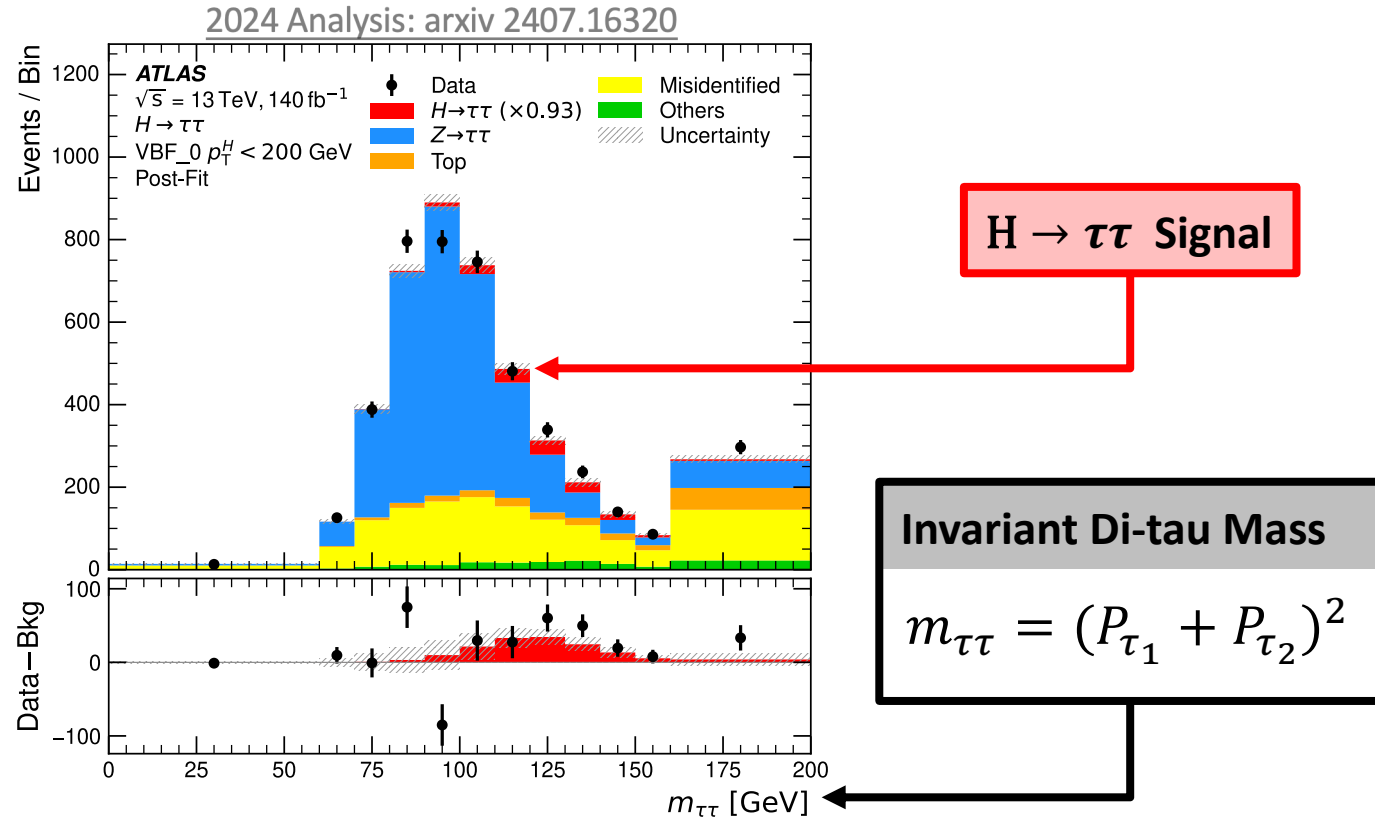 2024 Analysis: arxiv 2407.16320
Events / Bin
1200
1000
800
600
400
200
0
ATLAS
√s = 13 TeV, 140 fb⁻¹
H → ττ
VBF_0 p_T^H < 200 GeV
Post-Fit
Data
H→ττ (×0.93)
Z→ττ
Top
Misidentified
Others
Uncertainty
H → ττ Signal
Data−Bkg
100
0
−100
0 25 50 75 100 125 150 175 200
m_ττ [GeV]
Invariant Di-tau Mass
m_ττ = (P_τ₁ + P_τ₂)²